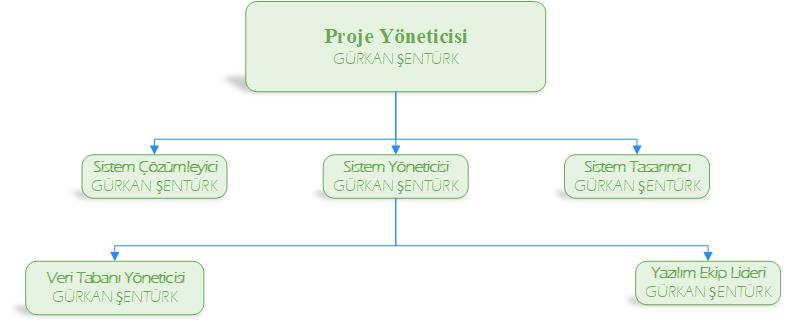 Proje Yöneticisi
GÜRKAN ŞENTÜRK
Sistem Çözümleyici
GÜRKAN ŞENTÜRK
Sistem Yöneticisi
GÜRKAN ŞENTÜRK
Sistem Tasarımcı
GÜRKAN ŞENTÜRK
Veri Tabanı Yöneticisi
GÜRKAN ŞENTÜRK
Yazılım Ekip Lideri
GÜRKAN ŞENTÜRK